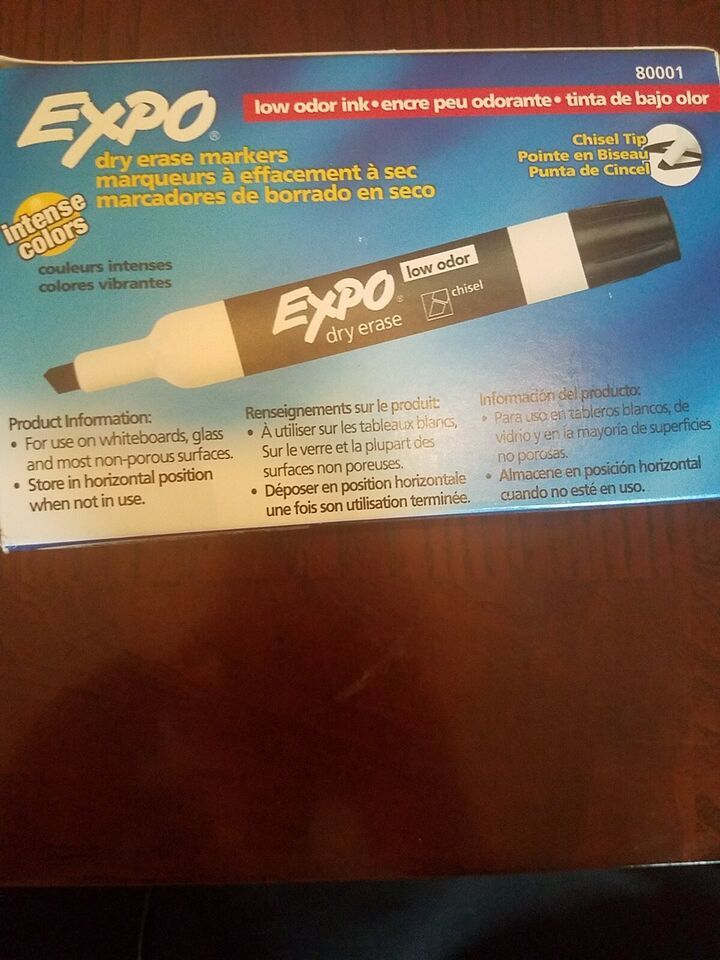 80001
EXPO®
low odor ink • encre peu odorante • tinta de bajo olor
dry erase markers
marqueurs à effacement à sec
marcadores de borrado en seco
Chisel Tip
Pointe en Biseau
Punta de Cincel
intense
colors
couleurs intenses
colores vibrantes
EXPO®
low odor
dry erase
chisel
Product Information:
• For use on whiteboards, glass
and most non-porous surfaces.
• Store in horizontal position
when not in use.
Renseignements sur le produit:
• À utiliser sur les tableaux blancs,
Sur le verre et la plupart des
surfaces non poreuses.
• Déposer en position horizontale
une fois son utilisation terminée.
Información del producto:
• Para uso en tableros blancos, de
vidrio y en la mayoría de superficies
no porosas.
• Almacene en posición horizontal
cuando no esté en uso.